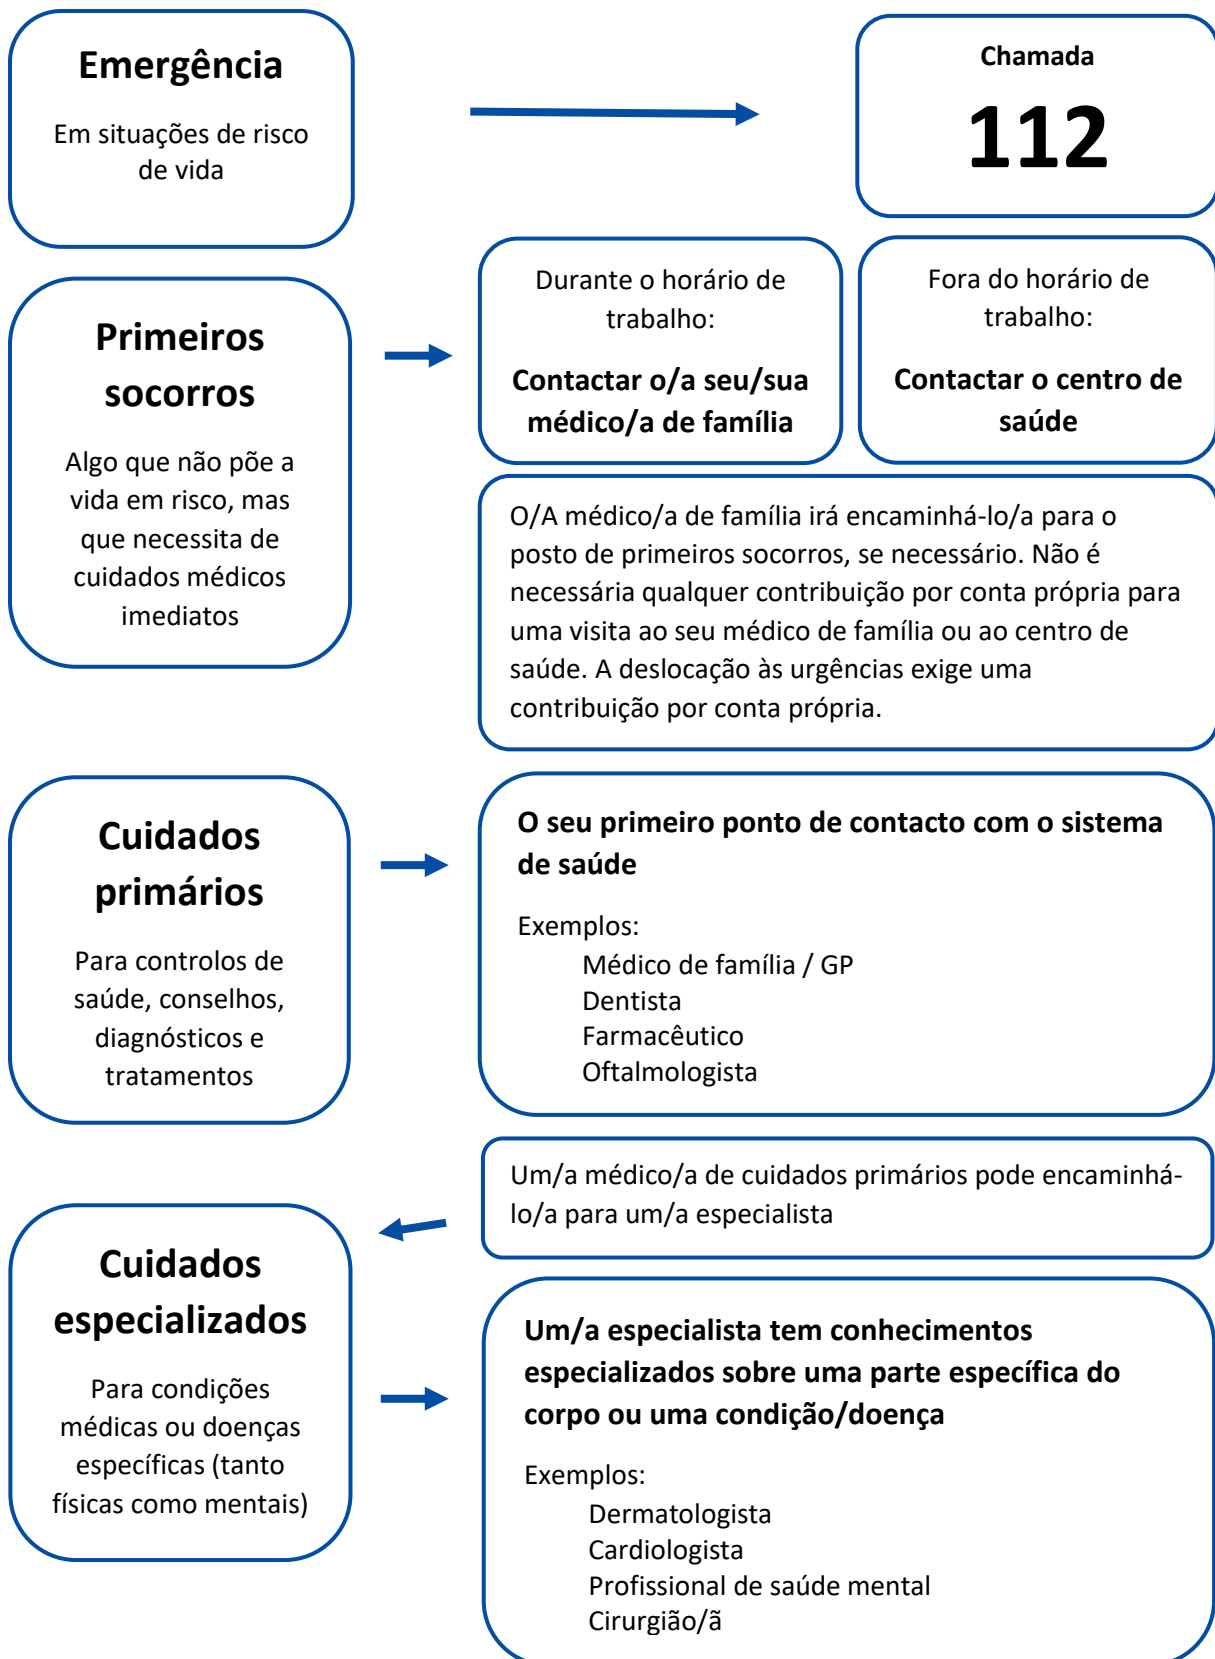 Emergência
Em situações de risco
de vida
Chamada
112
Primeiros
socorros
Algo que não põe a
vida em risco, mas
que necessita de
cuidados médicos
imediatos
Durante o horário de
trabalho:
Contactar o/a seu/sua
médico/a de família
Fora do horário de
trabalho:
Contactar o centro de
saúde
O/A médico/a de família irá encaminhá-lo/a para o
posto de primeiros socorros, se necessário. Não é
necessária qualquer contribuição por conta própria para
uma visita ao seu médico de família ou ao centro de
saúde. A deslocação às urgências exige uma
contribuição por conta própria.
Cuidados
primários
Para controlos de
saúde, conselhos,
diagnósticos e
tratamentos
O seu primeiro ponto de contacto com o sistema
de saúde
Exemplos:
Médico de família / GP
Dentista
Farmacêutico
Oftalmologista
Um/a médico/a de cuidados primários pode encaminhá-
lo/a para um/a especialista
Cuidados
especializados
Para condições
médicas ou doenças
específicas (tanto
físicas como mentais)
Um/a especialista tem conhecimentos
especializados sobre uma parte específica do
corpo ou uma condição/doença
Exemplos:
Dermatologista
Cardiologista
Profissional de saúde mental
Cirurgião/ã